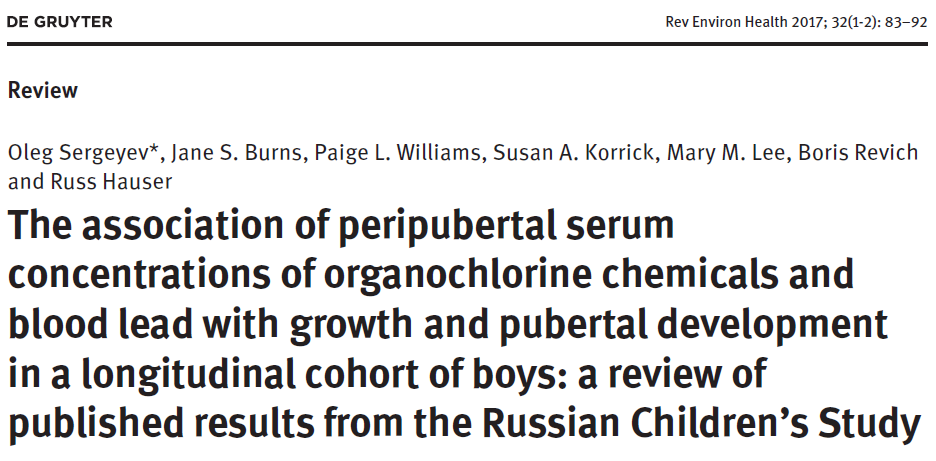 DE GRUYTER
Rev Environ Health 2017; 32(1-2): 83–92
Review
Oleg Sergeyev*, Jane S. Burns, Paige L. Williams, Susan A. Korrick, Mary M. Lee, Boris Revich
and Russ Hauser
The association of peripubertal serum
concentrations of organochlorine chemicals and
blood lead with growth and pubertal development
in a longitudinal cohort of boys: a review of
published results from the Russian Children’s Study